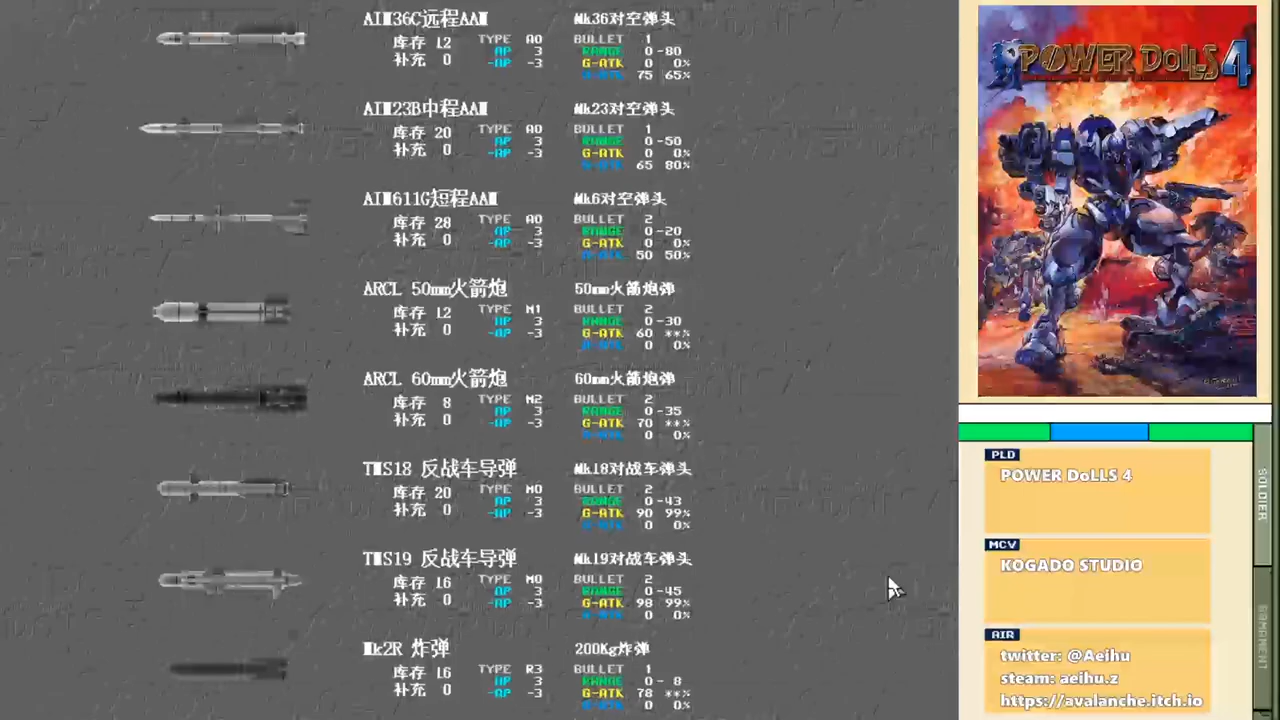 AIM36C远程AAM
库存 12
补充 0
TYPE A0
AP 3
-AP -3
Mk36对空弹头
BULLET 1
RANGE 0-80
G-ATK 0 0%
75 65%
AIM23B中程AAM
库存 20
补充 0
TYPE A0
AP 3
-AP -3
Mk23对空弹头
BULLET 1
RANGE 0-50
G-ATK 0 0%
65 80%
AIM611G短程AAM
库存 28
补充 0
TYPE A0
AP 3
-AP -3
Mk6对空弹头
BULLET 2
RANGE 0-20
G-ATK 0 0%
50 50%
ARCL 50mm火箭炮
库存 12
补充 0
TYPE M1
AP 3
-AP -3
50mm火箭炮弹
BULLET 2
RANGE 0-30
G-ATK 60 **%
0 0%
ARCL 60mm火箭炮
库存 8
补充 0
TYPE M2
AP 3
-AP -3
60mm火箭炮弹
BULLET 2
RANGE 0-35
G-ATK 70 **%
0 0%
TMS18 反战车导弹
库存 20
补充 0
TYPE M0
AP 3
-AP -3
Mk18对战车弹头
BULLET 2
RANGE 0-43
G-ATK 90 99%
0 0%
TMS19 反战车导弹
库存 16
补充 0
TYPE M0
AP 3
-AP -3
Mk19对战车弹头
BULLET 2
RANGE 0-45
G-ATK 98 99%
0 0%
Mk2R 炸弹
库存 16
补充 0
TYPE R3
AP 3
-AP -3
200Kg炸弹
BULLET 1
RANGE 0- 8
G-ATK 78 **%
0 0%
POWER DoLLS 4
PLD
POWER DoLLS 4
MCV
KOGADO STUDIO
AIR
twitter: @Aeihu
steam: aeihu.z
https://avalanche.itch.io
SOLDIER